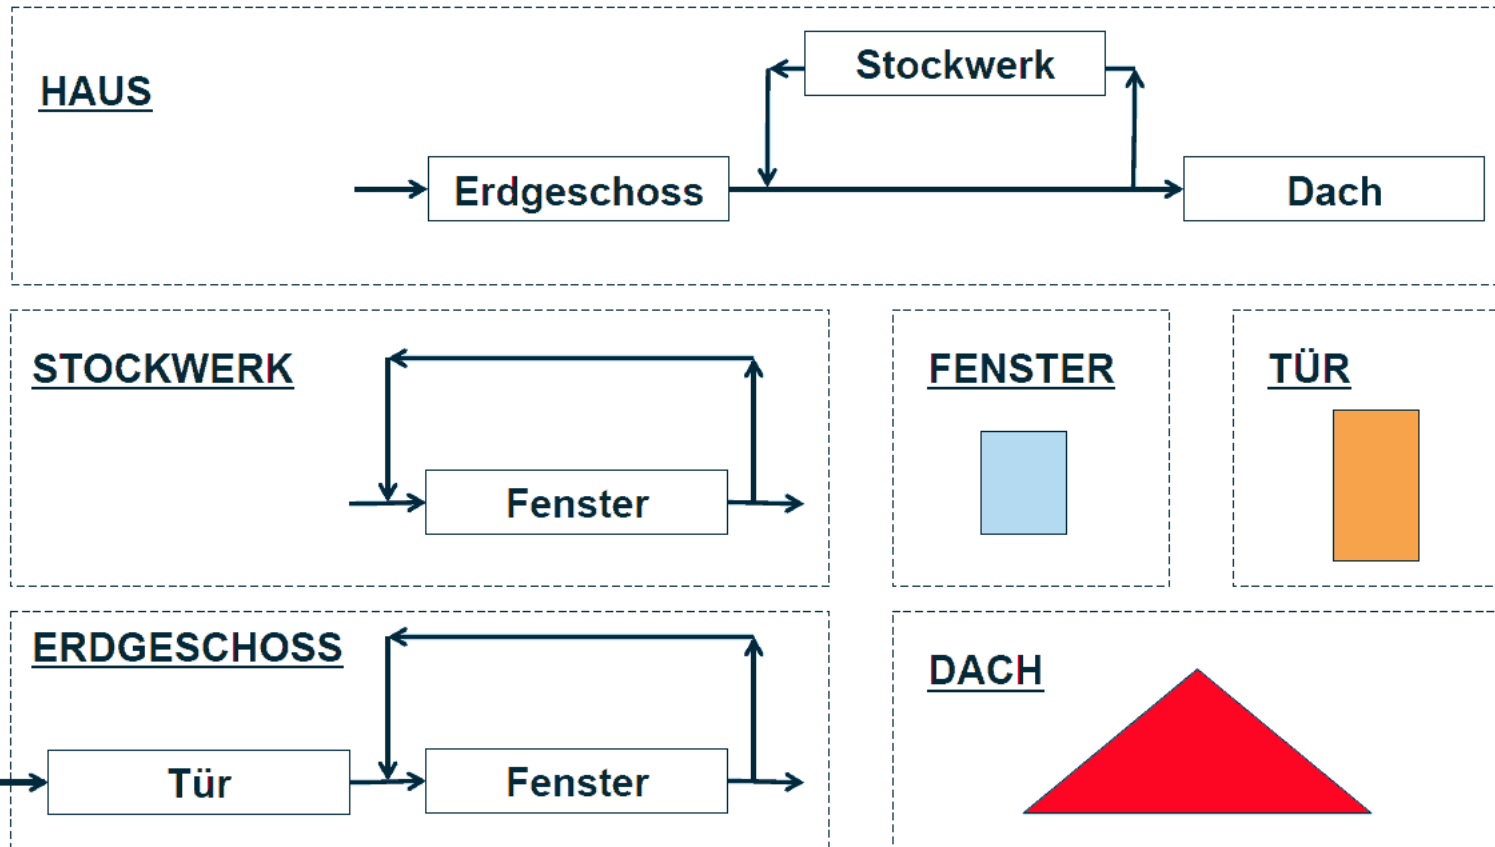 HAUS
Stockwerk
Erdgeschoss
Dach
STOCKWERK
Fenster
FENSTER
TÜR
ERDGESCHOSS
Tür
Fenster
DACH